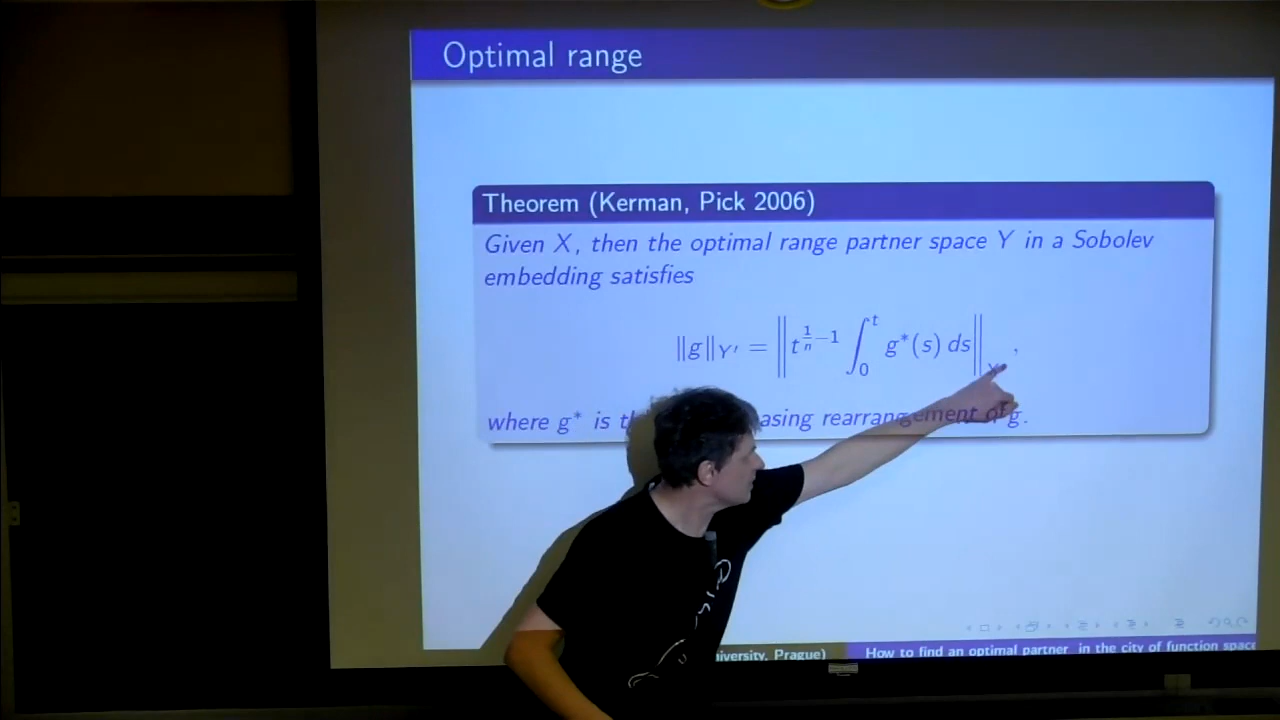 Optimal range
Theorem (Kerman, Pick 2006)
Given X, then the optimal range partner space Y in a Sobolev
embedding satisfies
‖g‖_{Y′} = ‖ t^{1/n −1} ∫_0^t g*(s) ds ‖_X ,
where g* is asing rearrangement of g.
iversity, Prague) How to find an optimal partner in the city of function space